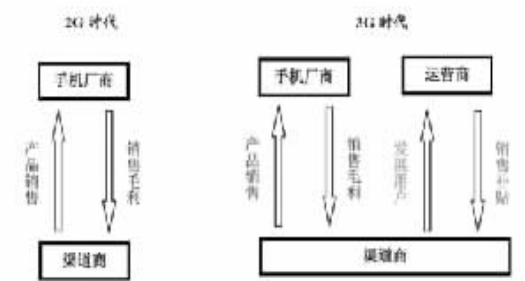 2G 时代
3G 时代
手机厂商
手机厂商
运营商
产品销售
销售毛利
产品销售
销售毛利
发展用户
销售补贴
渠道商
渠道商